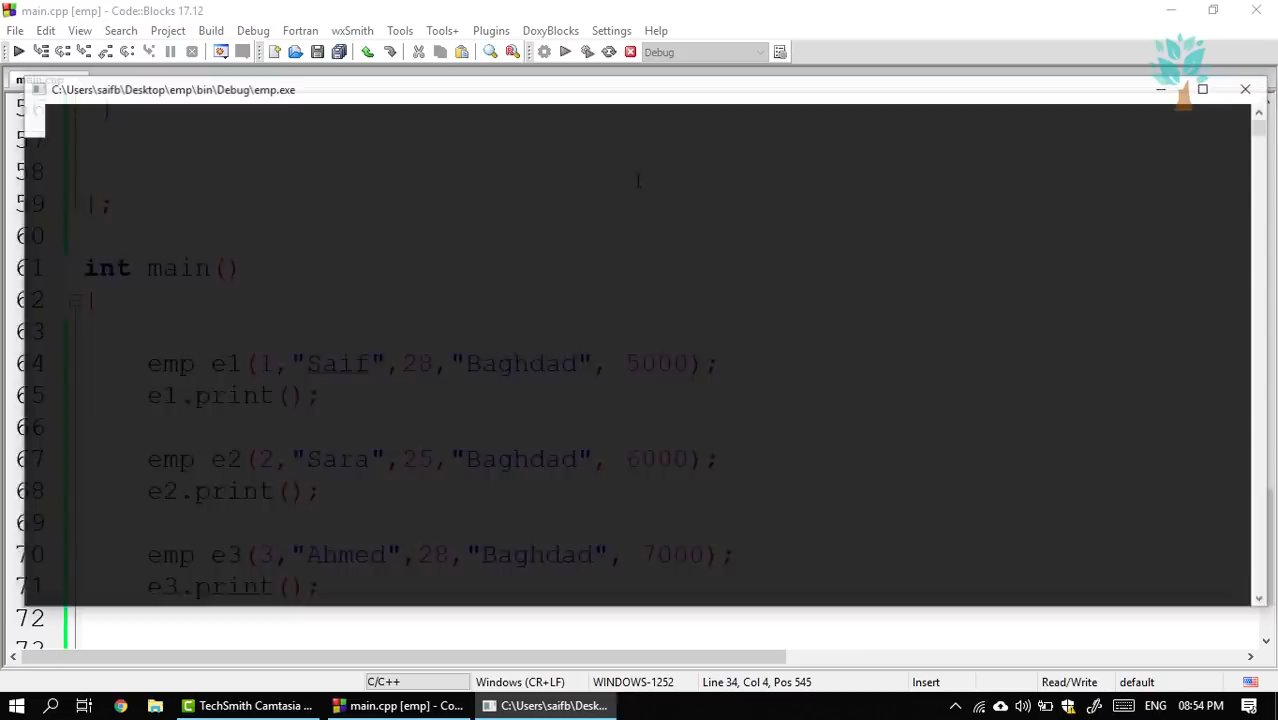 main.cpp [emp] - Code::Blocks 17.12
File Edit View Search Project Build Debug Fortran wxSmith Tools Tools+ Plugins DoxyBlocks Settings Help
Debug
main.cpp
C:\Users\saifb\Desktop\emp\bin\Debug\emp.exe
57
58
59 };
60
61 int main()
62 {
63
64 emp e1(1,"Saif",28,"Baghdad", 5000);
65 e1.print();
66
67 emp e2(2,"Sara",25,"Baghdad", 6000);
68 e2.print();
69
70 emp e3(3,"Ahmed",28,"Baghdad", 7000);
71 e3.print();
72
C/C++ Windows (CR+LF) WINDOWS-1252 Line 34, Col 4, Pos 545 Insert Read/Write default
TechSmith Camtasia ... main.cpp [emp] - Co... C:\Users\saifb\Desk... ENG 08:54 PM